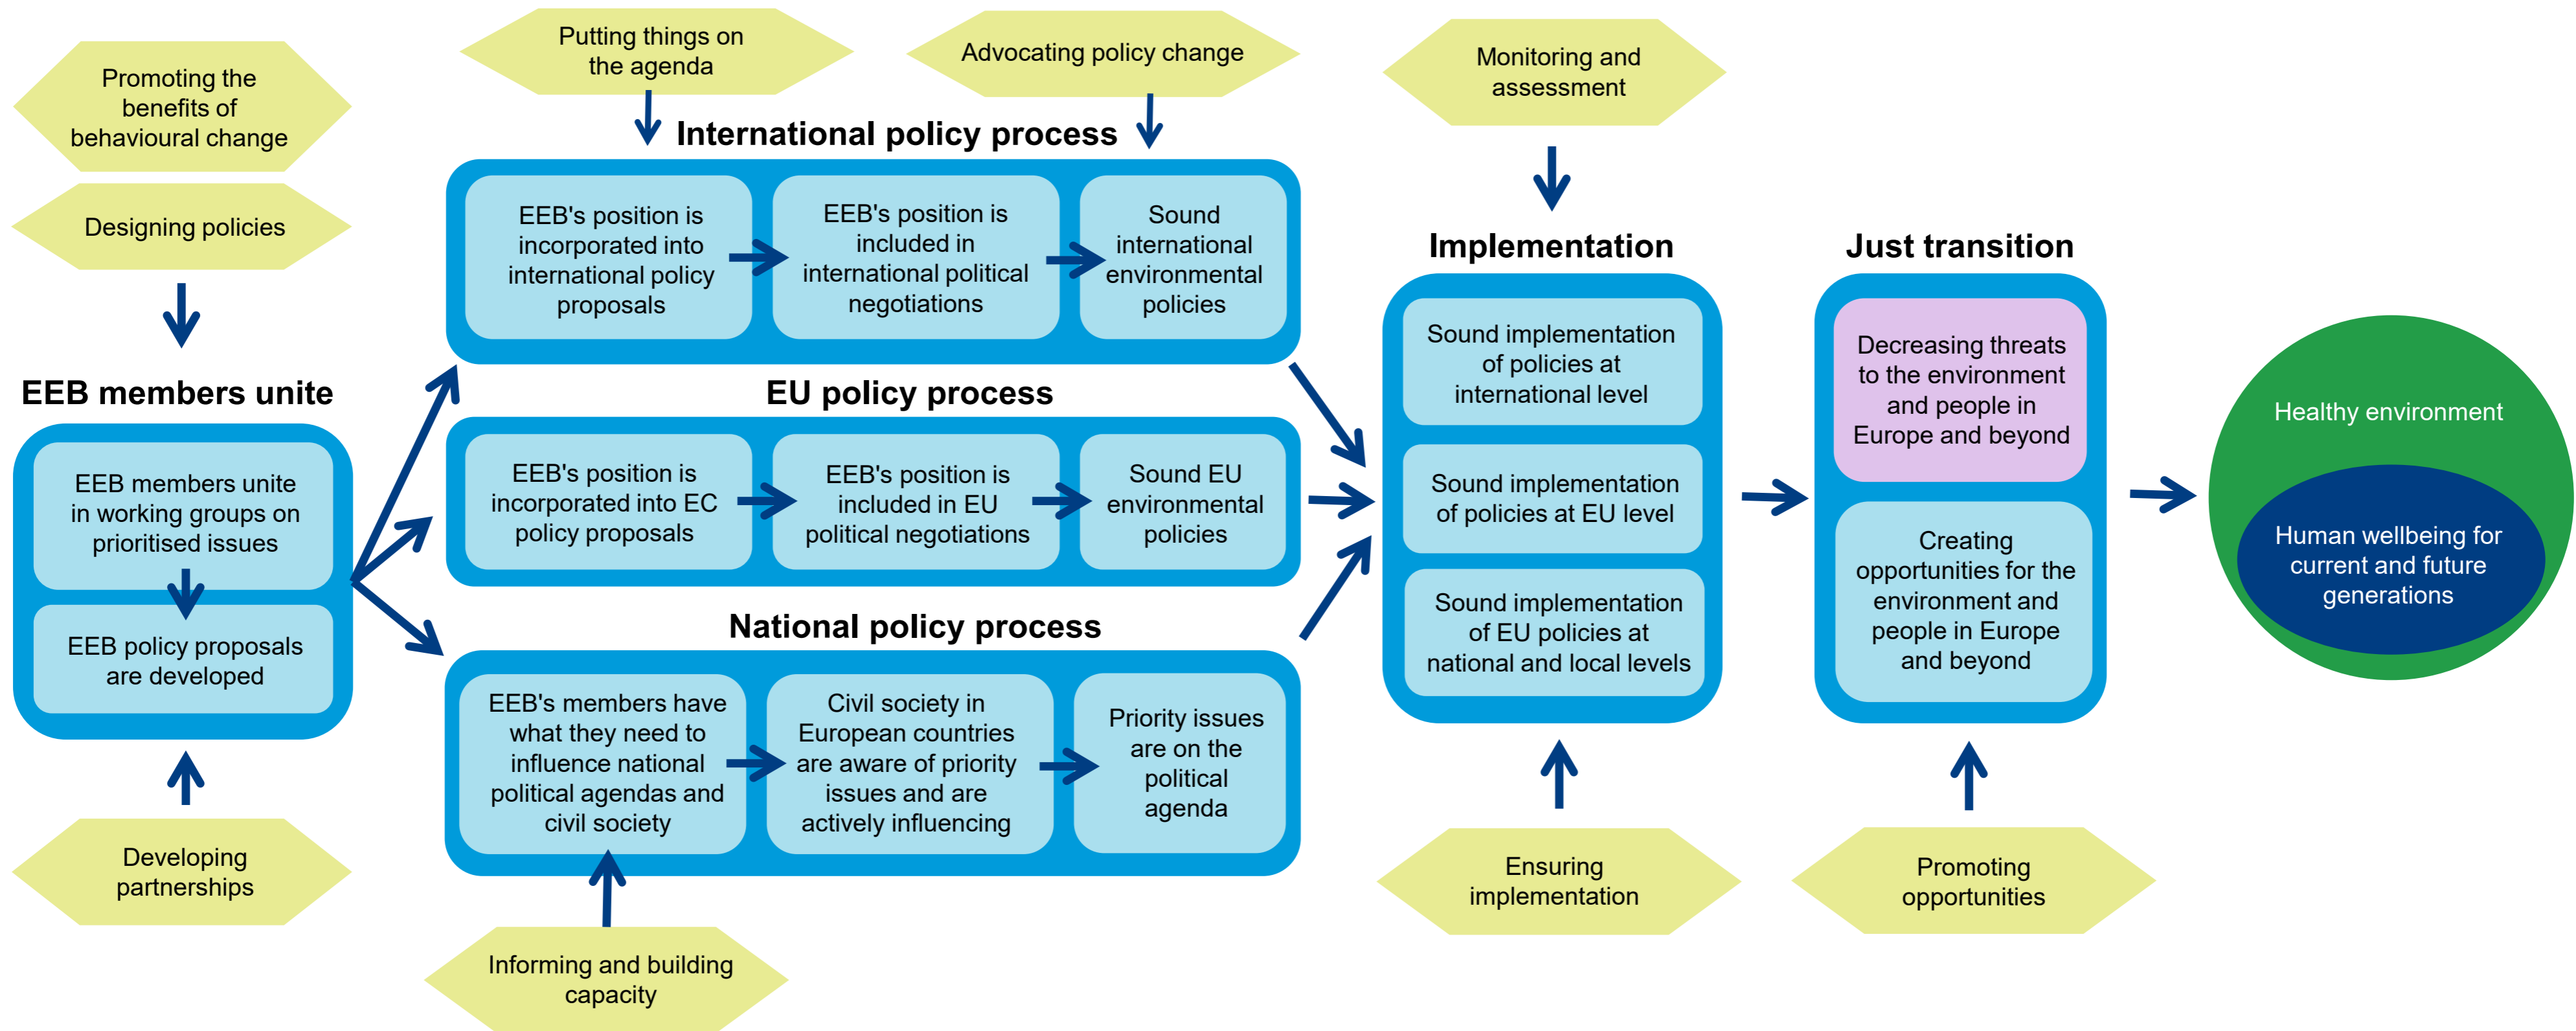 Promoting the
benefits of
behavioural change
Designing policies
EEB members unite
EEB members unite
in working groups on
prioritised issues
EEB policy proposals
are developed
Developing
partnerships
Putting things on
the agenda
Advocating policy change
International policy process
EEB's position is
incorporated into
international policy
proposals
EEB's position is
included in
international political
negotiations
Sound
international
environmental
policies
EU policy process
EEB's position is
incorporated into EC
policy proposals
EEB's position is
included in EU
political negotiations
Sound EU
environmental
policies
National policy process
EEB's members have
what they need to
influence national
political agendas and
civil society
Civil society in
European countries
are aware of priority
issues and are
actively influencing
Priority issues
are on the
political
agenda
Informing and building
capacity
Monitoring and
assessment
Implementation
Sound implementation
of policies at
international level
Sound implementation
of policies at EU level
Sound implementation
of EU policies at
national and local levels
Ensuring
implementation
Just transition
Decreasing threats
to the environment
and people in
Europe and beyond
Creating
opportunities for the
environment and
people in Europe
and beyond
Promoting
opportunities
Healthy environment
Human wellbeing for
current and future
generations